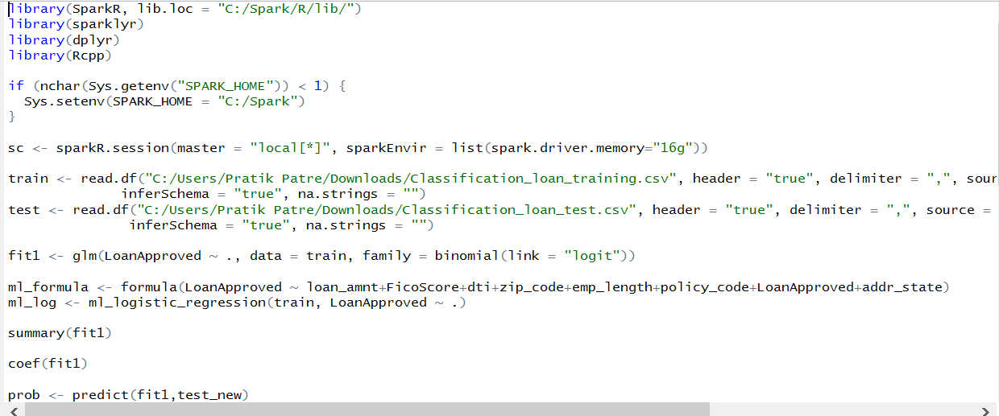 library(SparkR, lib.loc = "C:/Spark/R/lib/")
library(sparklyr)
library(dplyr)
library(Rcpp)
if (nchar(Sys.getenv("SPARK_HOME")) < 1) {
  Sys.setenv(SPARK_HOME = "C:/Spark")
}
sc <- sparkR.session(master = "local[*]", sparkEnvir = list(spark.driver.memory="16g"))
train <- read.df("C:/Users/Pratik Patre/Downloads/Classification_loan_training.csv", header = "true", delimiter = ",", sour
              inferSchema = "true", na.strings = "")
test <- read.df("C:/Users/Pratik Patre/Downloads/Classification_loan_test.csv", header = "true", delimiter = ",", source =
               inferSchema = "true", na.strings = "")
fit1 <- glm(LoanApproved ~ ., data = train, family = binomial(link = "logit"))
ml_formula <- formula(LoanApproved ~ loan_amnt+FicoScore+dti+zip_code+emp_length+policy_code+LoanApproved+addr_state)
ml_log <- ml_logistic_regression(train, LoanApproved ~ .)
summary(fit1)
coef(fit1)
prob <- predict(fit1,test_new)